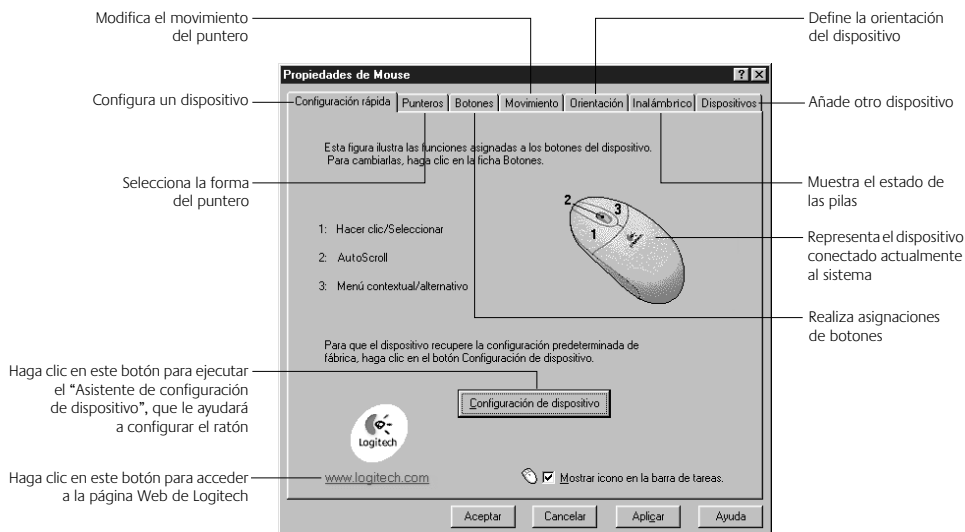 Modifica el movimiento
del puntero
Define la orientación
del dispositivo
Propiedades de Mouse
Configura un dispositivo
Configuración rápida Punteros Botones Movimiento Orientación Inalámbrico Dispositivos
Añade otro dispositivo
Esta figura ilustra las funciones asignadas a los botones del dispositivo.
Para cambiarlas, haga clic en la ficha Botones.
Selecciona la forma
del puntero
Muestra el estado de
las pilas
2
3
1
1: Hacer clic/Seleccionar
2: AutoScroll
3: Menú contextual/alternativo
Representa el dispositivo
conectado actualmente
al sistema
Realiza asignaciones
de botones
Para que el dispositivo recupere la configuración predeterminada de
fábrica, haga clic en el botón Configuración de dispositivo.
Haga clic en este botón para ejecutar
el “Asistente de configuración
de dispositivo”, que le ayudará
a configurar el ratón
Configuración de dispositivo
Logitech
Haga clic en este botón para acceder
a la página Web de Logitech
www.logitech.com
Mostrar icono en la barra de tareas.
Aceptar Cancelar Aplicar Ayuda